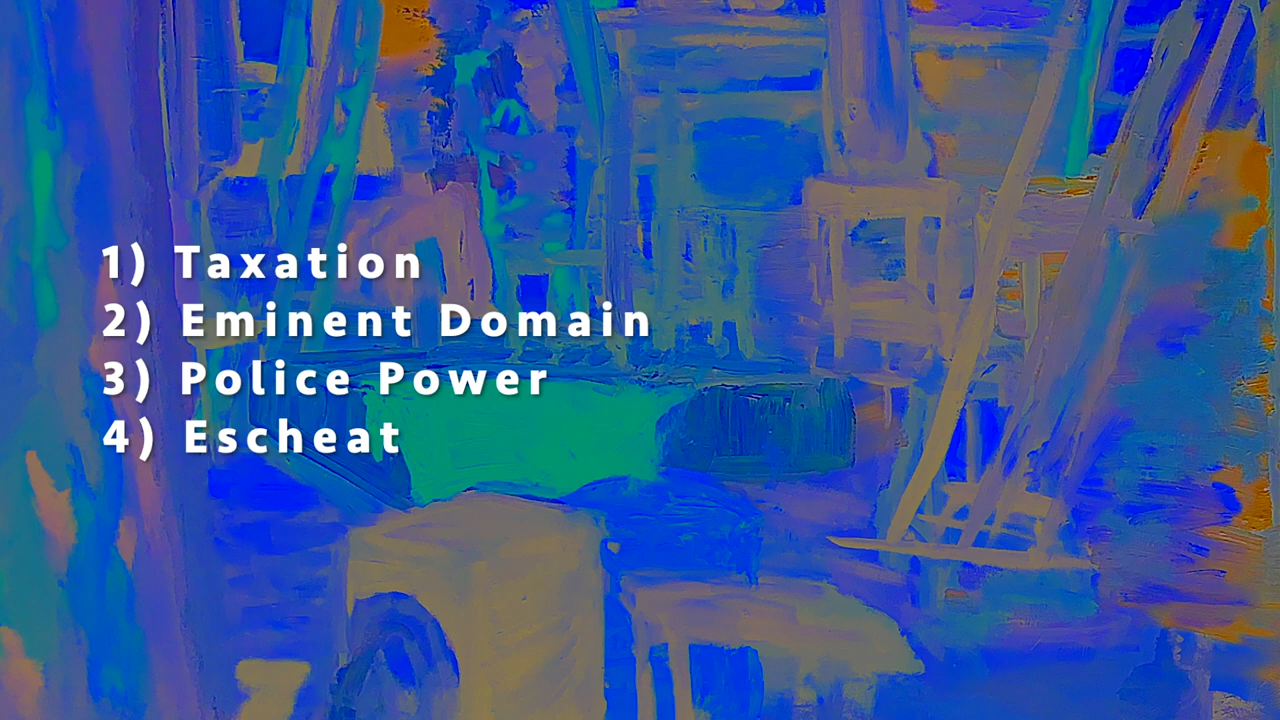 1) Taxation
2) Eminent Domain
3) Police Power
4) Escheat